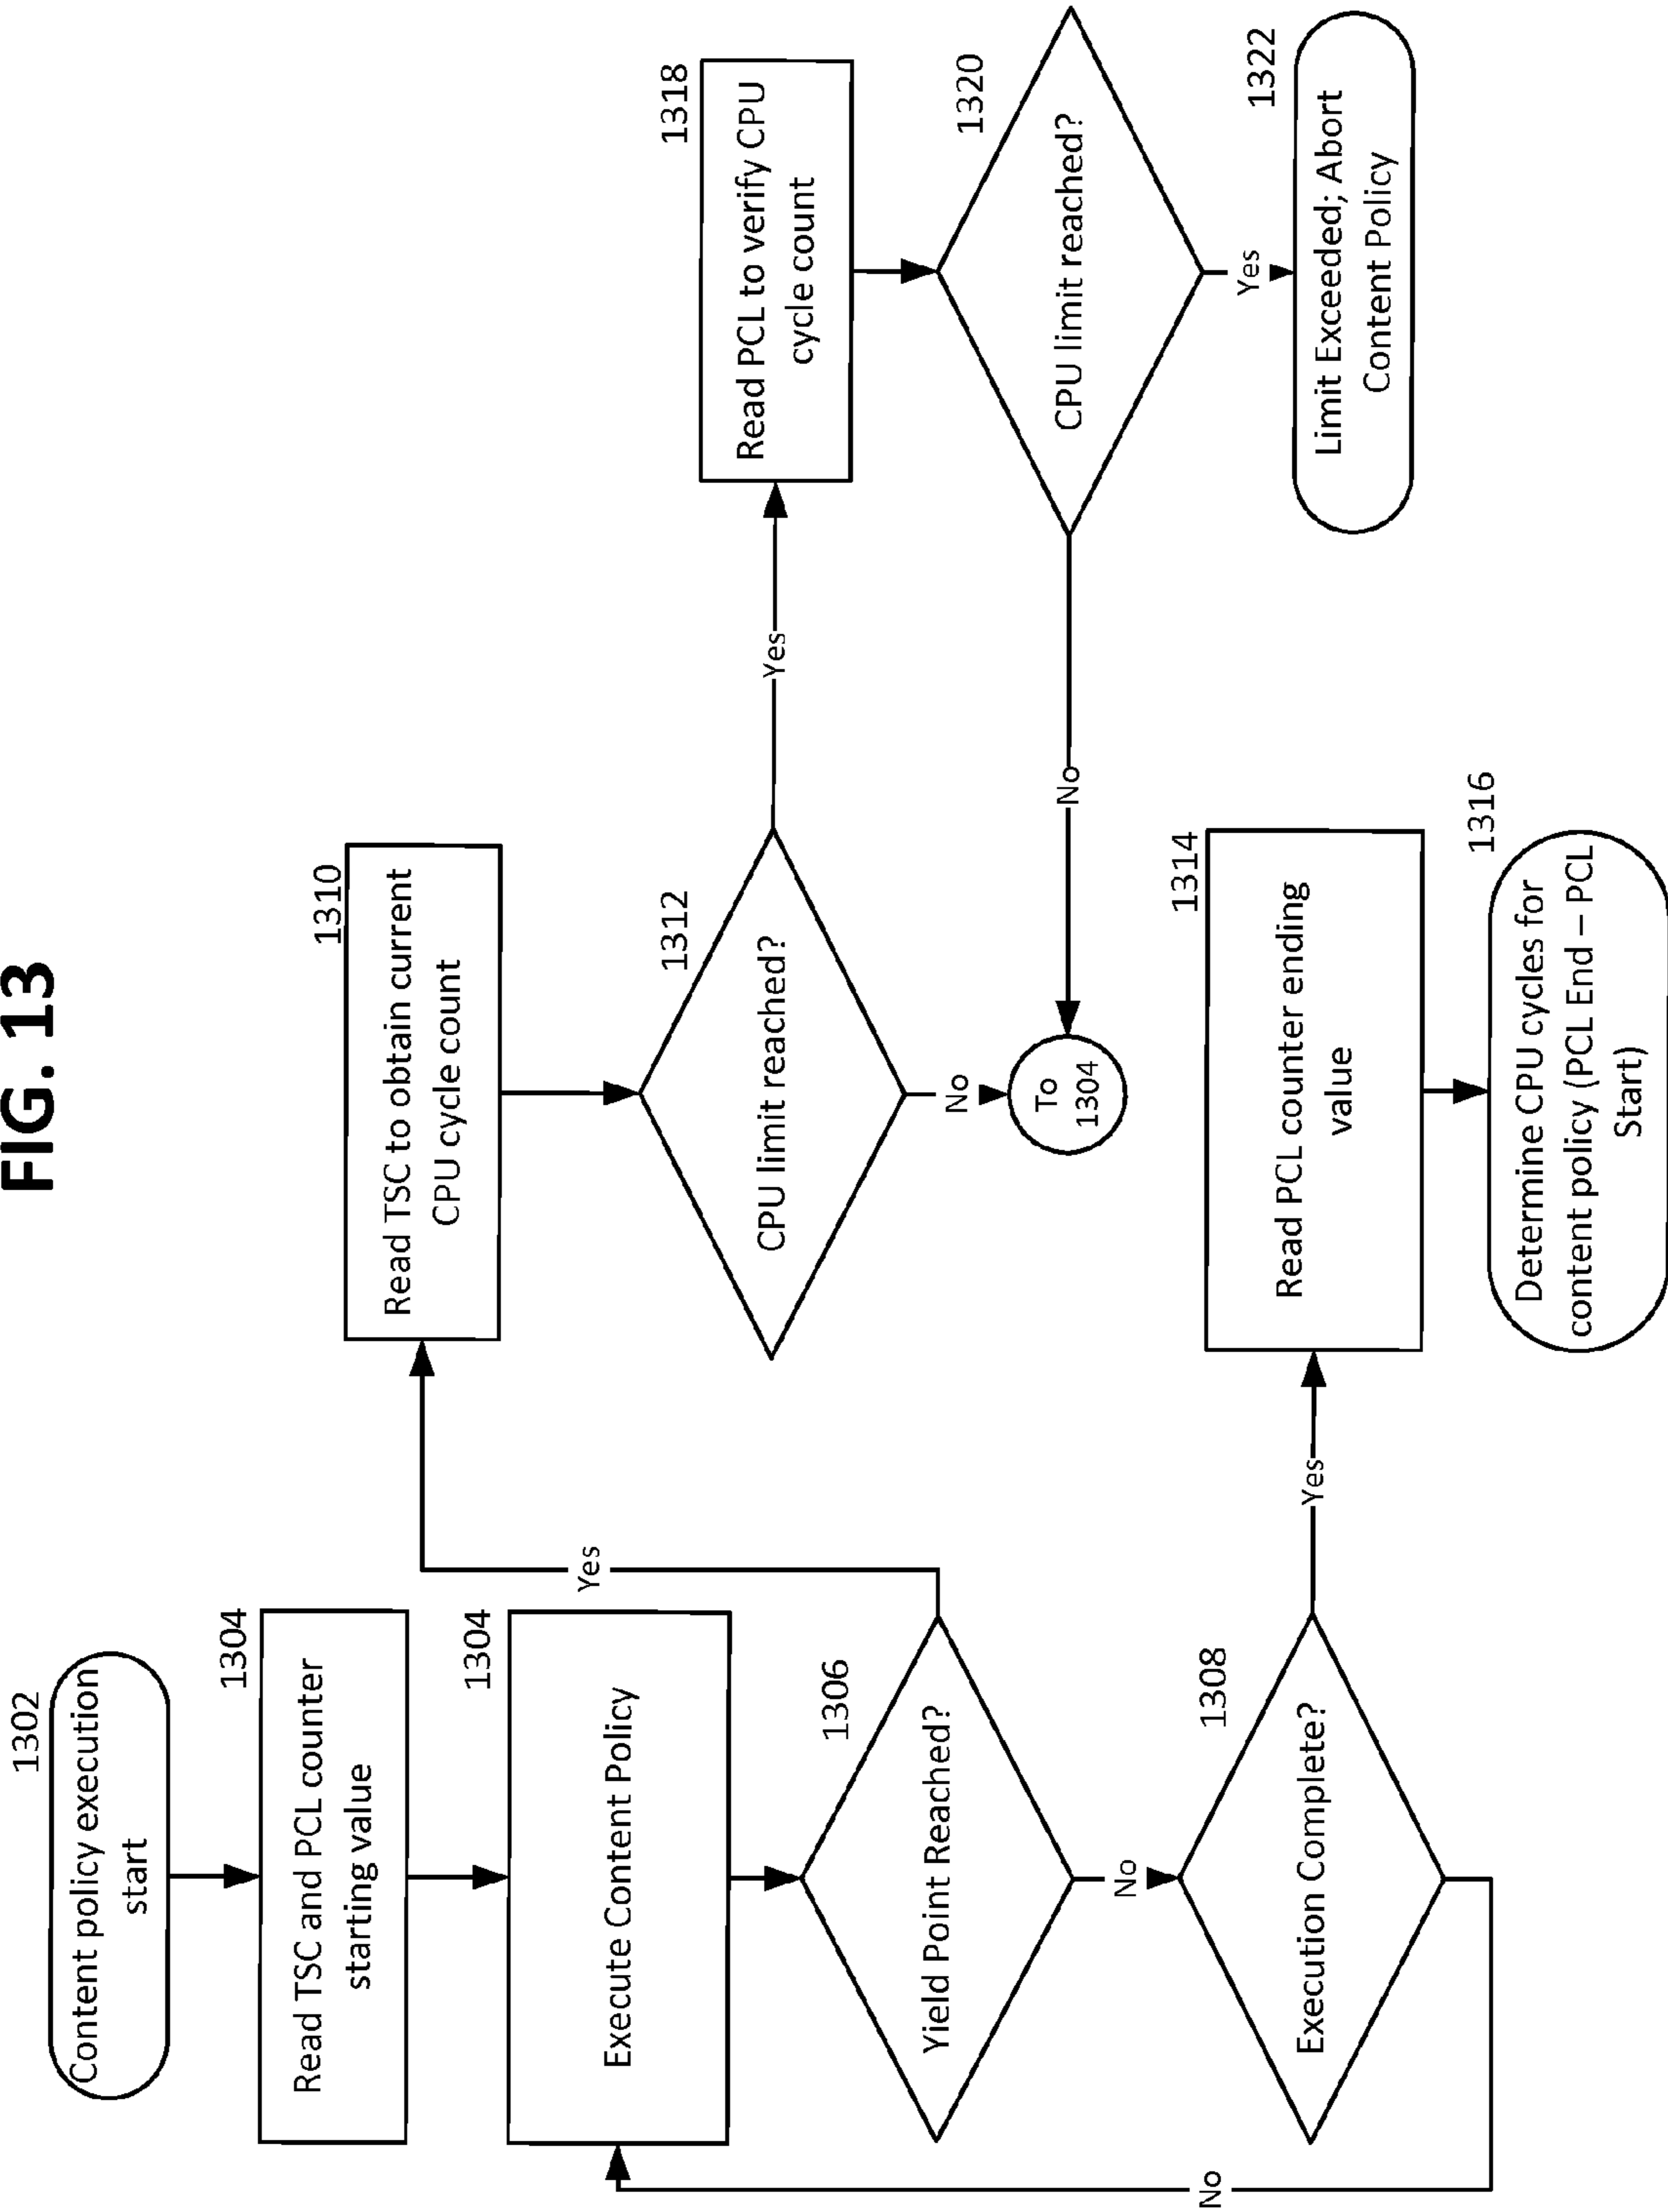 FIG. 13
1302
Content policy execution
start
1304
Read TSC and PCL counter
starting value
1304
Execute Content Policy
1306
Yield Point Reached?
Yes
No
1308
Execution Complete?
Yes
No
1310
Read TSC to obtain current
CPU cycle count
1312
CPU limit reached?
Yes
No
To
1304
1314
Read PCL counter ending
value
1316
Determine CPU cycles for
content policy (PCL End – PCL
Start)
1318
Read PCL to verify CPU
cycle count
1320
CPU limit reached?
No
Yes
1322
Limit Exceeded; Abort
Content Policy